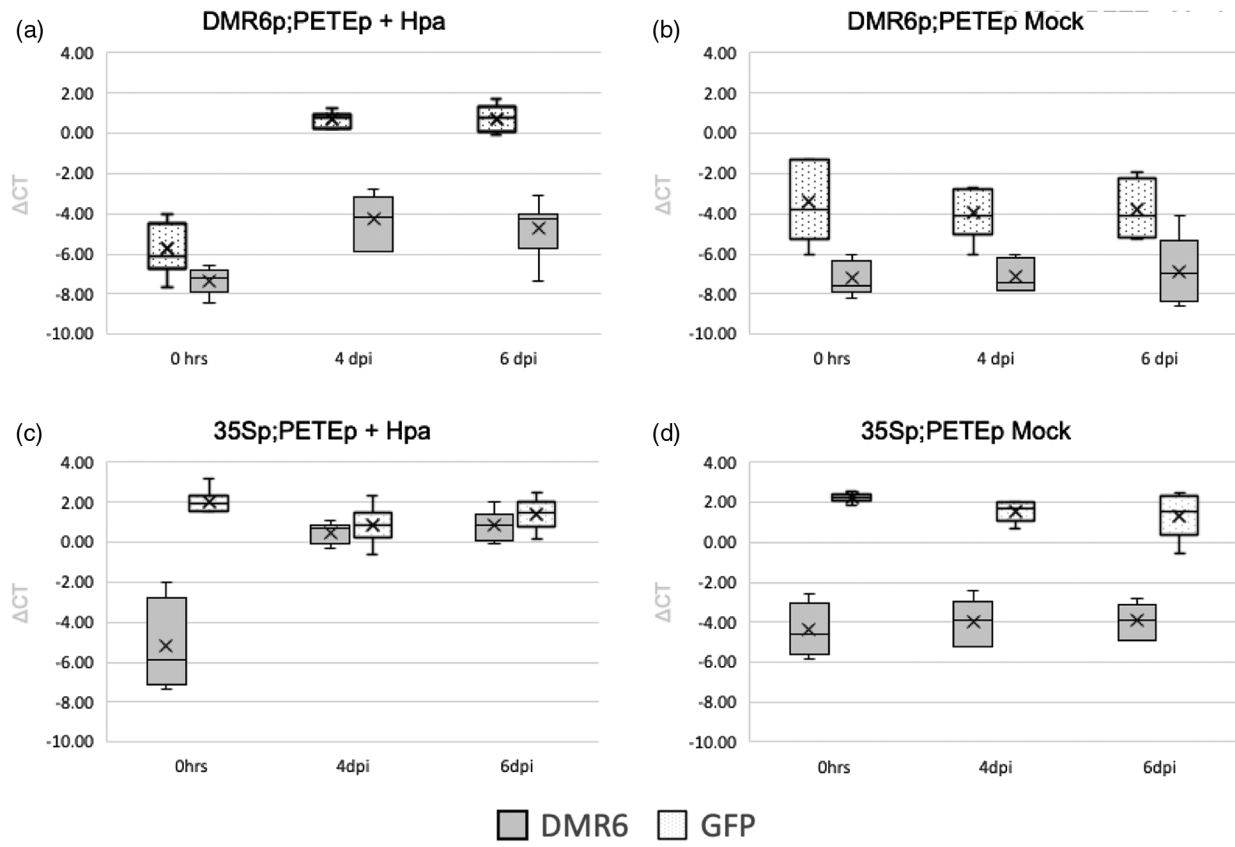 (a)
DMR6p;PETEp + Hpa
4.00
2.00
0.00
-2.00
-4.00
-6.00
-8.00
-10.00
ΔCT
0 hrs
4 dpi
6 dpi
(b)
DMR6p;PETEp Mock
4.00
2.00
0.00
-2.00
-4.00
-6.00
-8.00
-10.00
ΔCT
0 hrs
4 dpi
6 dpi
(c)
35Sp;PETEp + Hpa
4.00
2.00
0.00
-2.00
-4.00
-6.00
-8.00
-10.00
ΔCT
0hrs
4dpi
6dpi
(d)
35Sp;PETEp Mock
4.00
2.00
0.00
-2.00
-4.00
-6.00
-8.00
-10.00
ΔCT
0hrs
4dpi
6dpi
DMR6
GFP